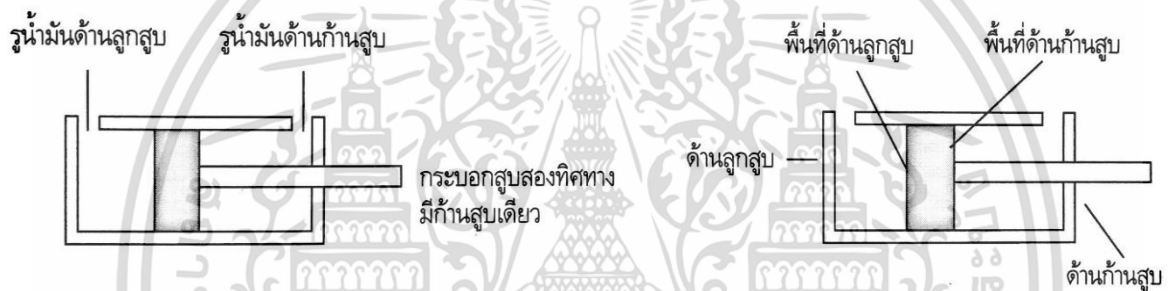 รูน้ำมันด้านลูกสูบ
รูน้ำมันด้านก้านสูบ
กระบอกสูบสองทิศทาง
มีก้านสูบเดียว
พื้นที่ด้านลูกสูบ
พื้นที่ด้านก้านสูบ
ด้านลูกสูบ
ด้านก้านสูบ